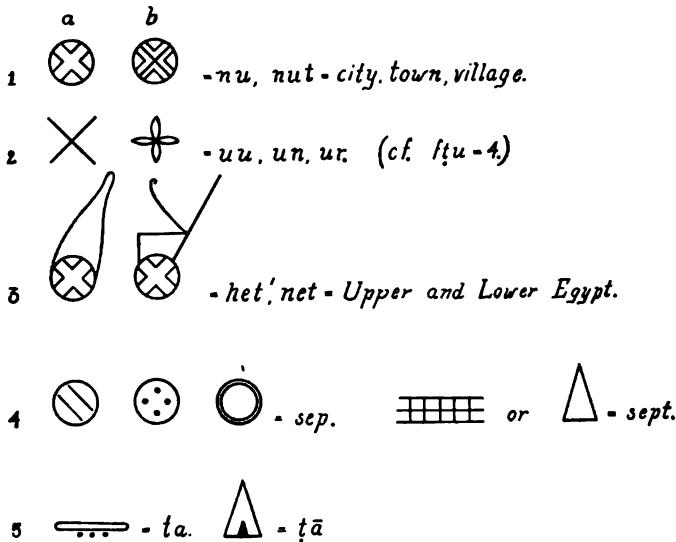 a b
1 - nu, nut - city, town, village.
2 - uu, un, ur. (cf. fṭu - 4.)
3 - het', net - Upper and Lower Egypt.
4 = sep. or = sept.
5 - ta. = ṭā